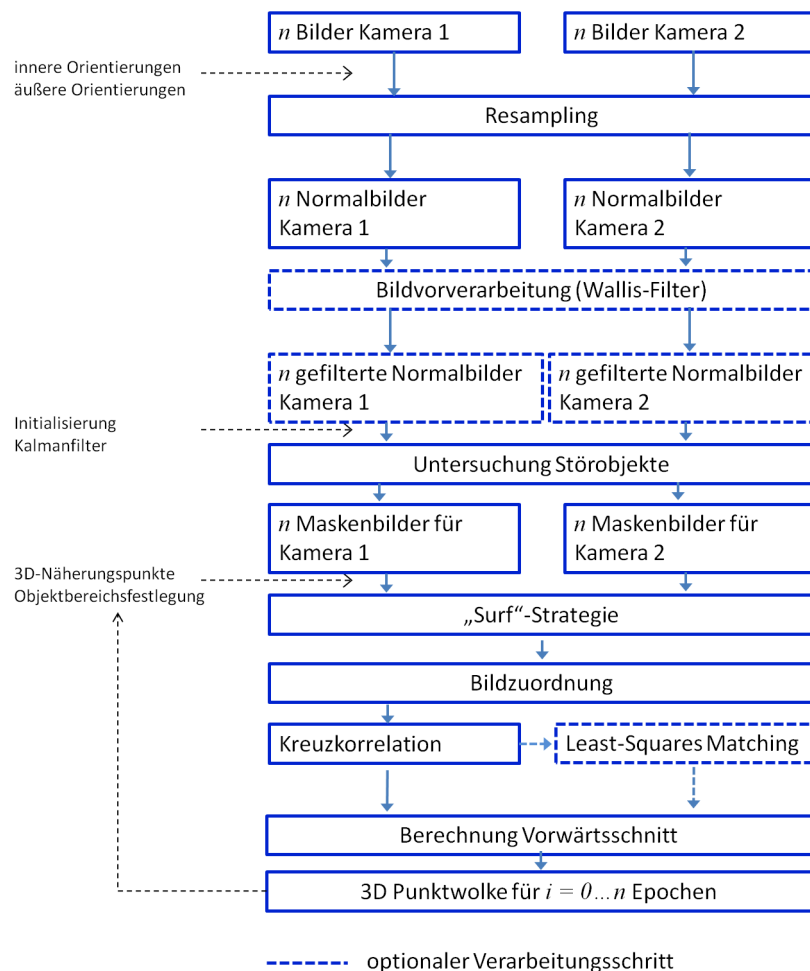 n Bilder Kamera 1
n Bilder Kamera 2
innere Orientierungen
äußere Orientierungen
Resampling
n Normalbilder
Kamera 1
n Normalbilder
Kamera 2
Bildvorverarbeitung (Wallis-Filter)
n gefilterte Normalbilder
Kamera 1
n gefilterte Normalbilder
Kamera 2
Initialisierung
Kalmanfilter
Untersuchung Störobjekte
n Maskenbilder für
Kamera 1
n Maskenbilder für
Kamera 2
3D-Näherungspunkte
Objektbereichsfestlegung
„Surf“-Strategie
Bildzuordnung
Kreuzkorrelation
Least-Squares Matching
Berechnung Vorwärtsschnitt
3D Punktwolke für i = 0...n Epochen
optionaler Verarbeitungsschritt